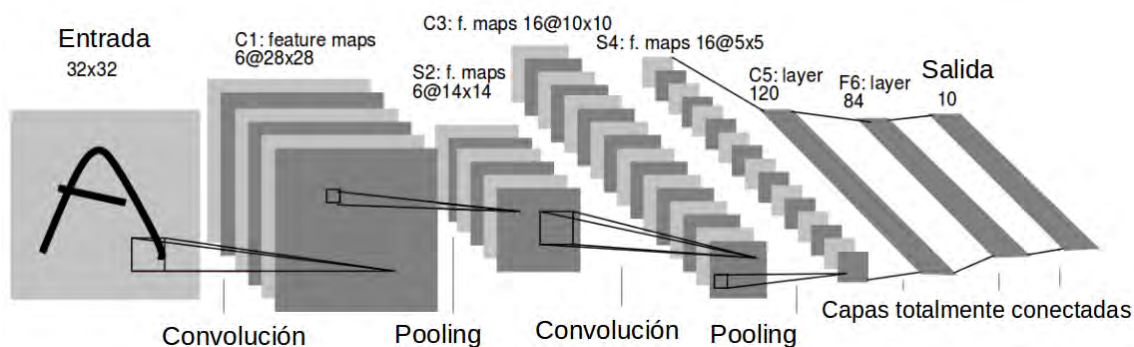 Entrada
32x32
C1: feature maps
6@28x28
S2: f. maps
6@14x14
C3: f. maps 16@10x10
S4: f. maps 16@5x5
C5: layer
120
F6: layer
84
Salida
10
Convolución
Pooling
Convolución
Pooling
Capas totalmente conectadas